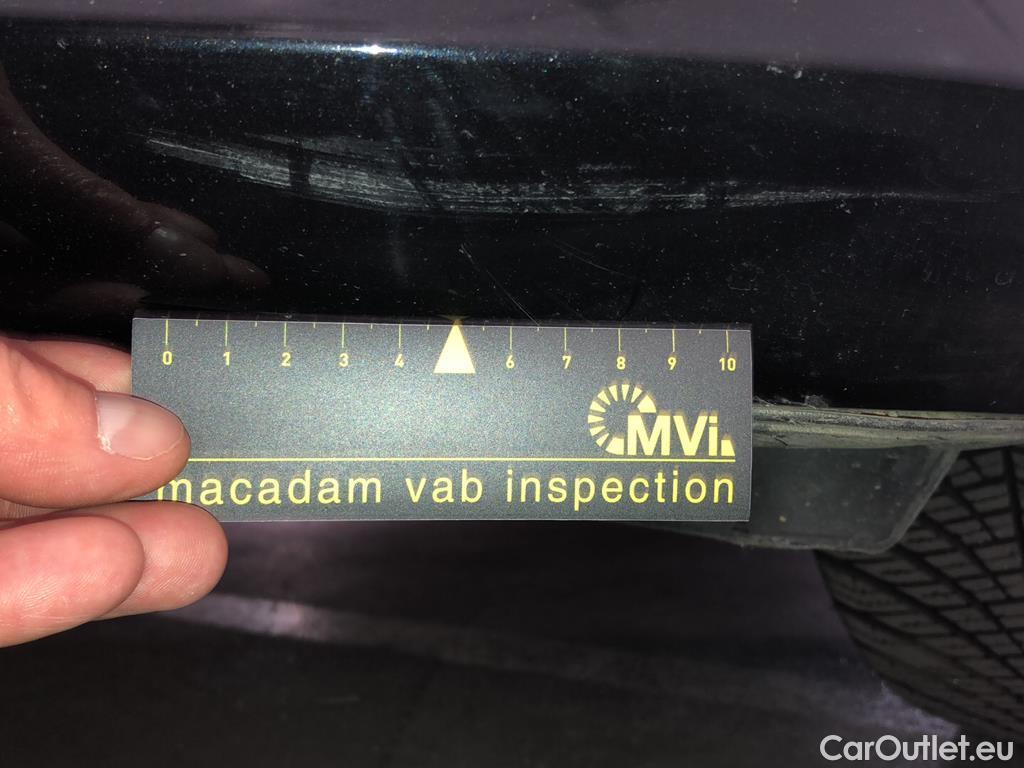 0 1 2 3 4 6 7 8 9 10
MVi.
macadam vab inspection
CarOutlet.eu